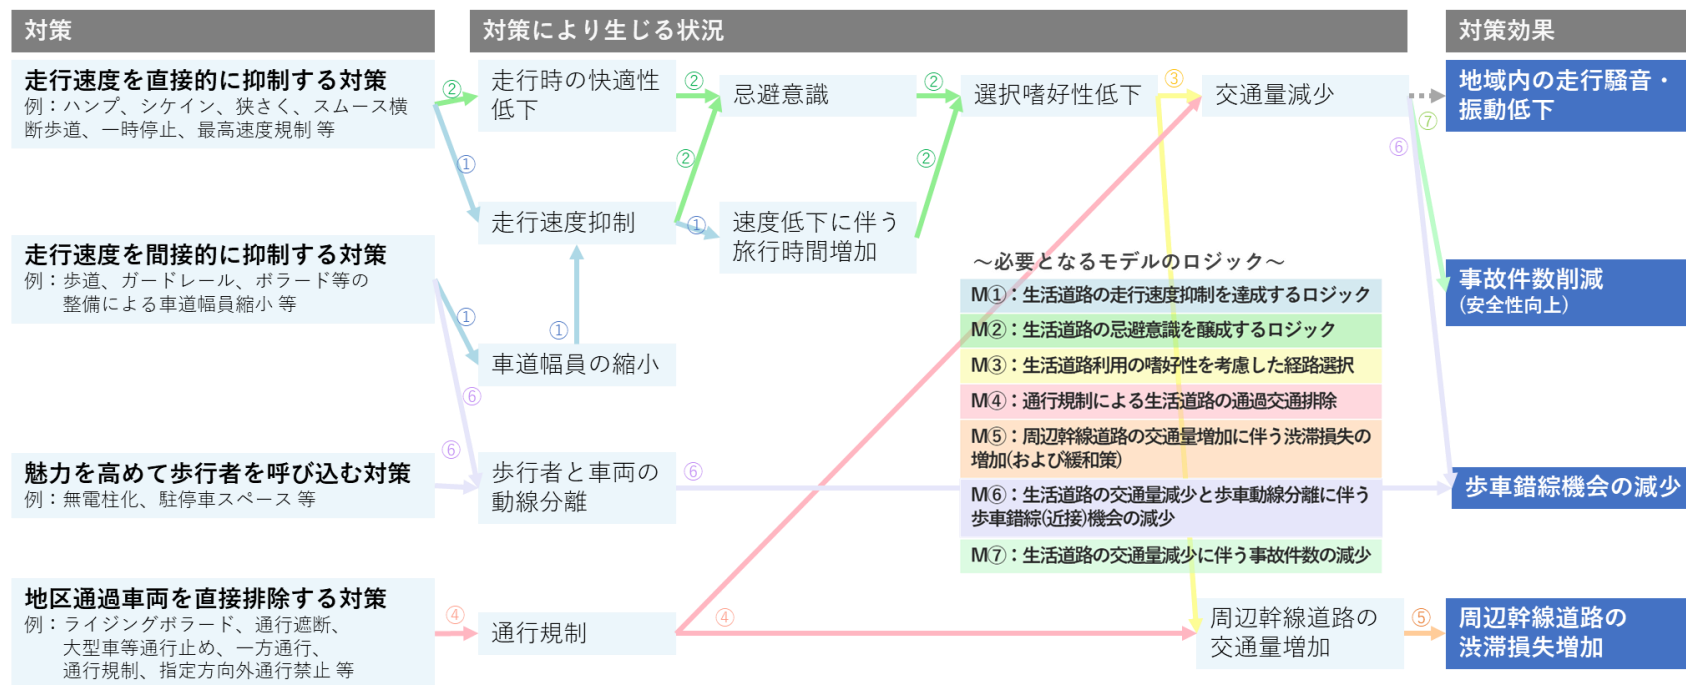 対策
対策により生じる状況
対策効果
走行速度を直接的に抑制する対策
例：ハンプ、シケイン、狭さく、スムース横
断歩道、一時停止、最高速度規制 等
②
①
走行時の快適性
低下
②
忌避意識
②
選択嗜好性低下
③
交通量減少
⑦
⑥
地域内の走行騒音・
振動低下
走行速度抑制
②
①
速度低下に伴う
旅行時間増加
②
走行速度を間接的に抑制する対策
例：歩道、ガードレール、ボラード等の
整備による車道幅員縮小 等
①
⑥
①
車道幅員の縮小
事故件数削減
(安全性向上)
～必要となるモデルのロジック～
M①：生活道路の走行速度抑制を達成するロジック
M②：生活道路の忌避意識を醸成するロジック
M③：生活道路利用の嗜好性を考慮した経路選択
M④：通行規制による生活道路の通過交通排除
M⑤：周辺幹線道路の交通量増加に伴う渋滞損失の
増加(および緩和策)
M⑥：生活道路の交通量減少と歩車動線分離に伴う
歩車錯綜(近接)機会の減少
M⑦：生活道路の交通量減少に伴う事故件数の減少
魅力を高めて歩行者を呼び込む対策
例：無電柱化、駐停車スペース 等
⑥
歩行者と車両の
動線分離
⑥
歩車錯綜機会の減少
地区通過車両を直接排除する対策
例：ライジングボラード、通行遮断、
大型車等通行止め、一方通行、
通行規制、指定方向外通行禁止 等
④
通行規制
④
周辺幹線道路の
交通量増加
⑤
周辺幹線道路の
渋滞損失増加